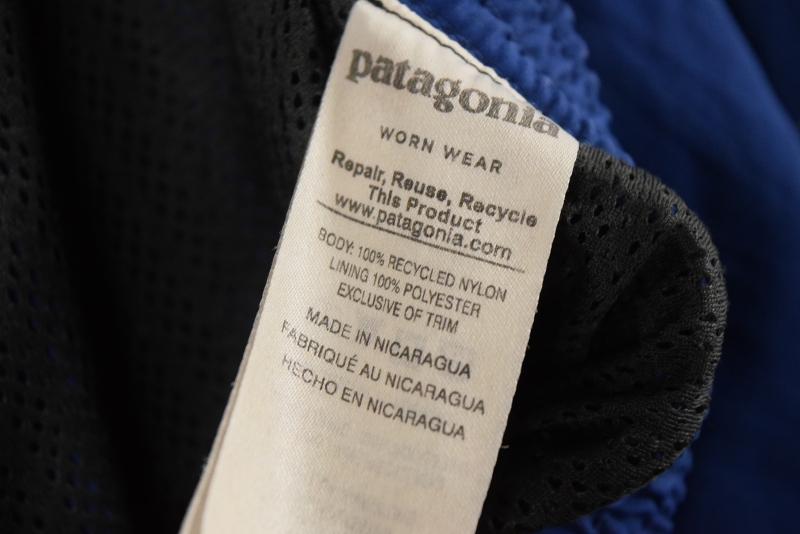 patagonia
WORN WEAR
Repair, Reuse, Recycle
This Product
www.patagonia.com
BODY: 100% RECYCLED NYLON
LINING 100% POLYESTER
EXCLUSIVE OF TRIM
MADE IN NICARAGUA
FABRIQUÉ AU NICARAGUA
HECHO EN NICARAGUA